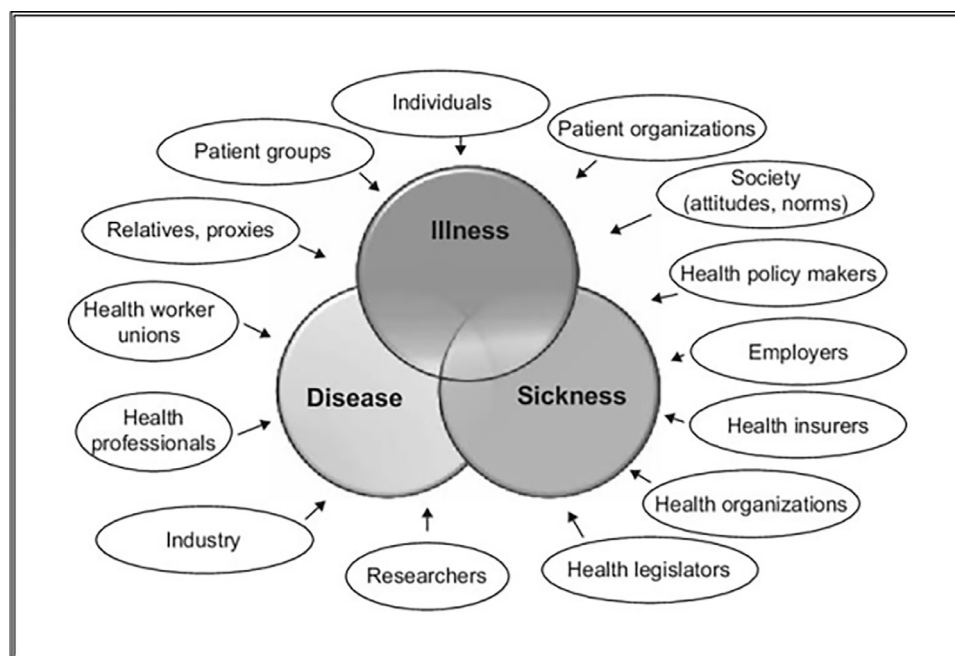 Individuals
Patient organizations
Patient groups
Society
(attitudes, norms)
Illness
Relatives, proxies
Health policy makers
Health worker
unions
Employers
Disease
Sickness
Health
professionals
Health insurers
Health organizations
Industry
Researchers
Health legislators